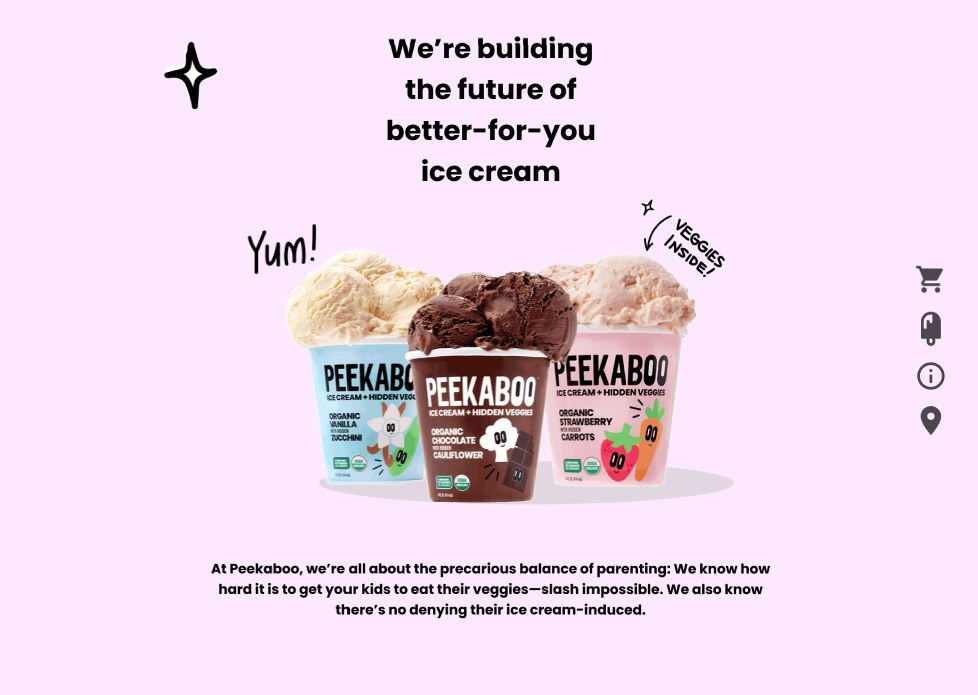 We’re building
the future of
better-for-you
ice cream
Yum!
VEGGIES
INSIDE!
PEEKABO
ICE CREAM + HIDDEN VEGG
ORGANIC
VANILLA
WITH HIDDEN
ZUCCHINI
PEEKABOO
ICE CREAM + HIDDEN VEGGIES
ORGANIC
CHOCOLATE
WITH HIDDEN
CAULIFLOWER
PEEKABOO
ICE CREAM + HIDDEN VEGGIES
ORGANIC
STRAWBERRY
WITH HIDDEN
CARROTS
At Peekaboo, we’re all about the precarious balance of parenting: We know how
hard it is to get your kids to eat their veggies—slash impossible. We also know
there’s no denying their ice cream-induced.